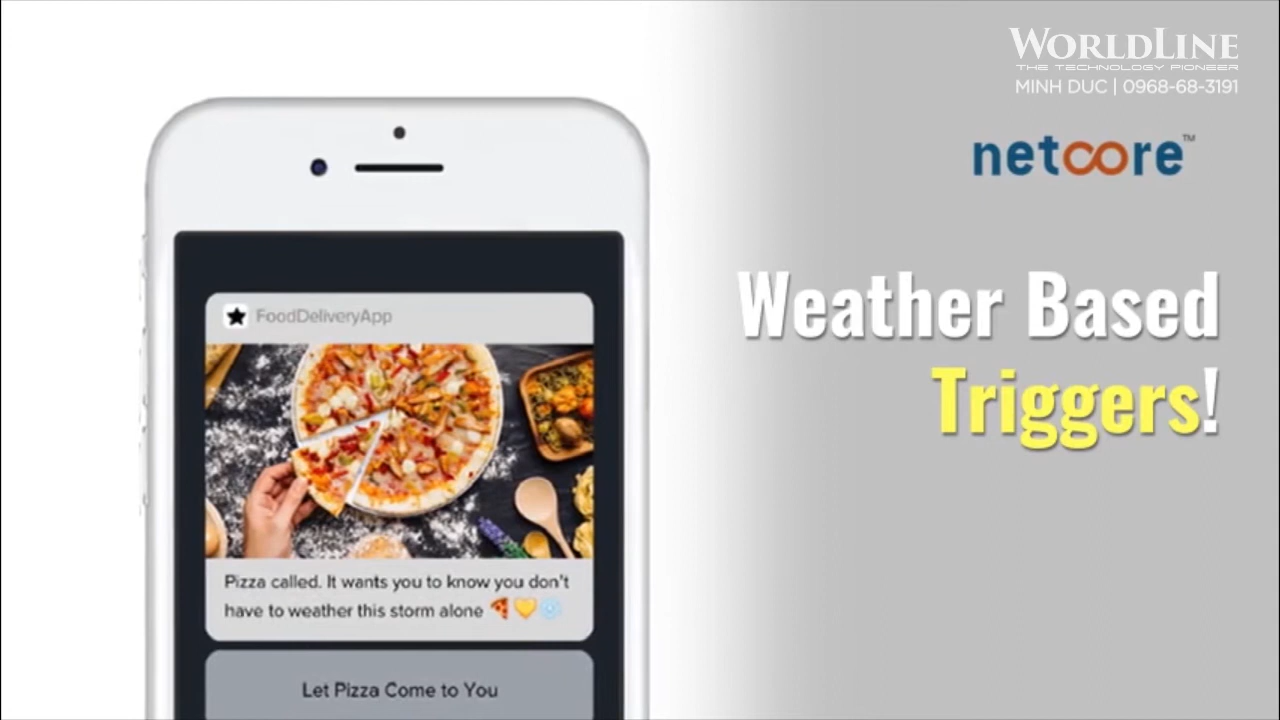 WORLDLINE
THE TECHNOLOGY PIONEER
MINH DUC | 0968-68-3191
netcore™
Weather Based
Triggers!
FoodDeliveryApp
Pizza called. It wants you to know you don't
have to weather this storm alone 🍕💛❄️
Let Pizza Come to You